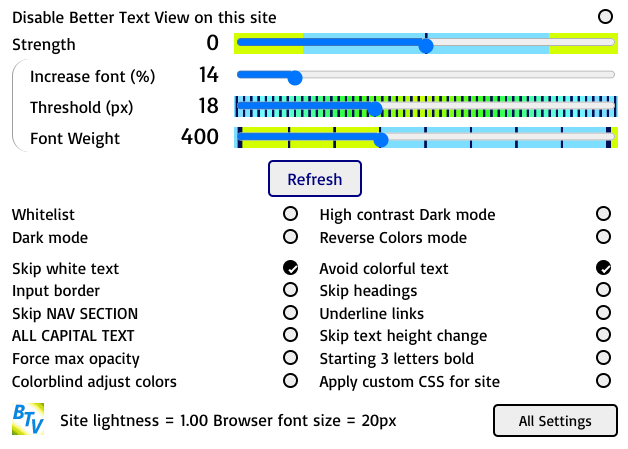 Disable Better Text View on this site
Strength 0
Increase font (%) 14
Threshold (px) 18
Font Weight 400
Refresh
Whitelist High contrast Dark mode
Dark mode Reverse Colors mode
Skip white text Avoid colorful text
Input border Skip headings
Skip NAV SECTION Underline links
ALL CAPITAL TEXT Skip text height change
Force max opacity Starting 3 letters bold
Colorblind adjust colors Apply custom CSS for site
BTV Site lightness = 1.00 Browser font size = 20px All Settings